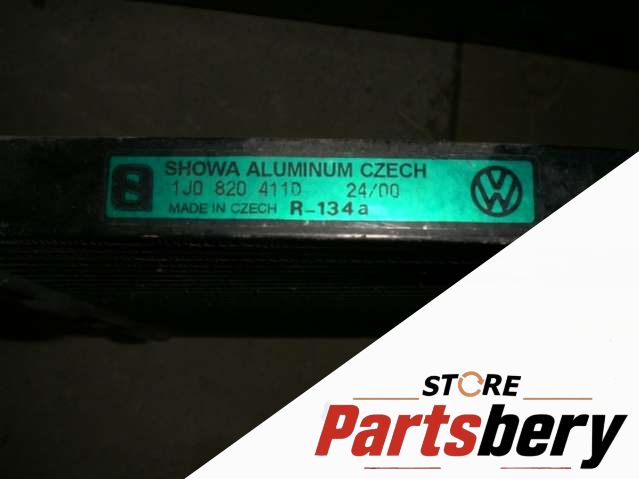 SHOWA ALUMINUM CZECH
1J0 820 411D 24/00
MADE IN CZECH R-134a
STORE
Partsbery